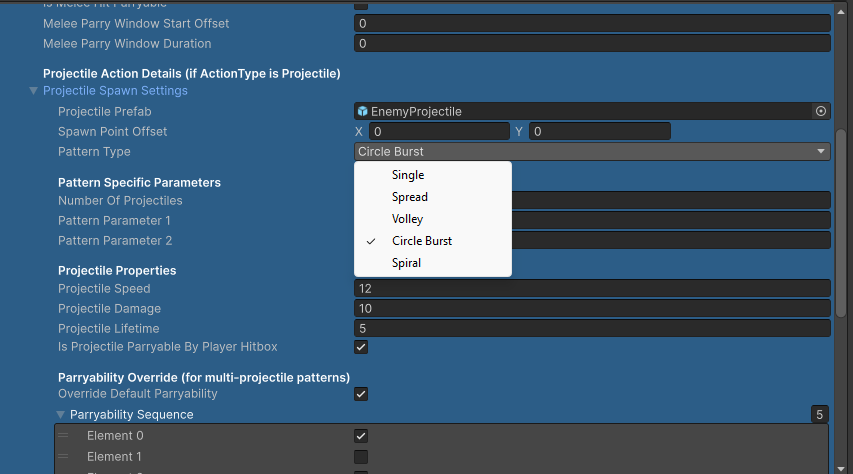 Is Melee Hit Parryable
Melee Parry Window Start Offset 0
Melee Parry Window Duration 0
Projectile Action Details (if ActionType is Projectile)
Projectile Spawn Settings
Projectile Prefab EnemyProjectile
Spawn Point Offset X 0 Y 0
Pattern Type Circle Burst
Single
Pattern Specific Parameters
Spread
Number Of Projectiles
Volley
Pattern Parameter 1
Circle Burst
Pattern Parameter 2
Spiral
Projectile Properties
Projectile Speed 12
Projectile Damage 10
Projectile Lifetime 5
Is Projectile Parryable By Player Hitbox
Parryability Override (for multi-projectile patterns)
Override Default Parryability
Parryability Sequence 5
Element 0
Element 1